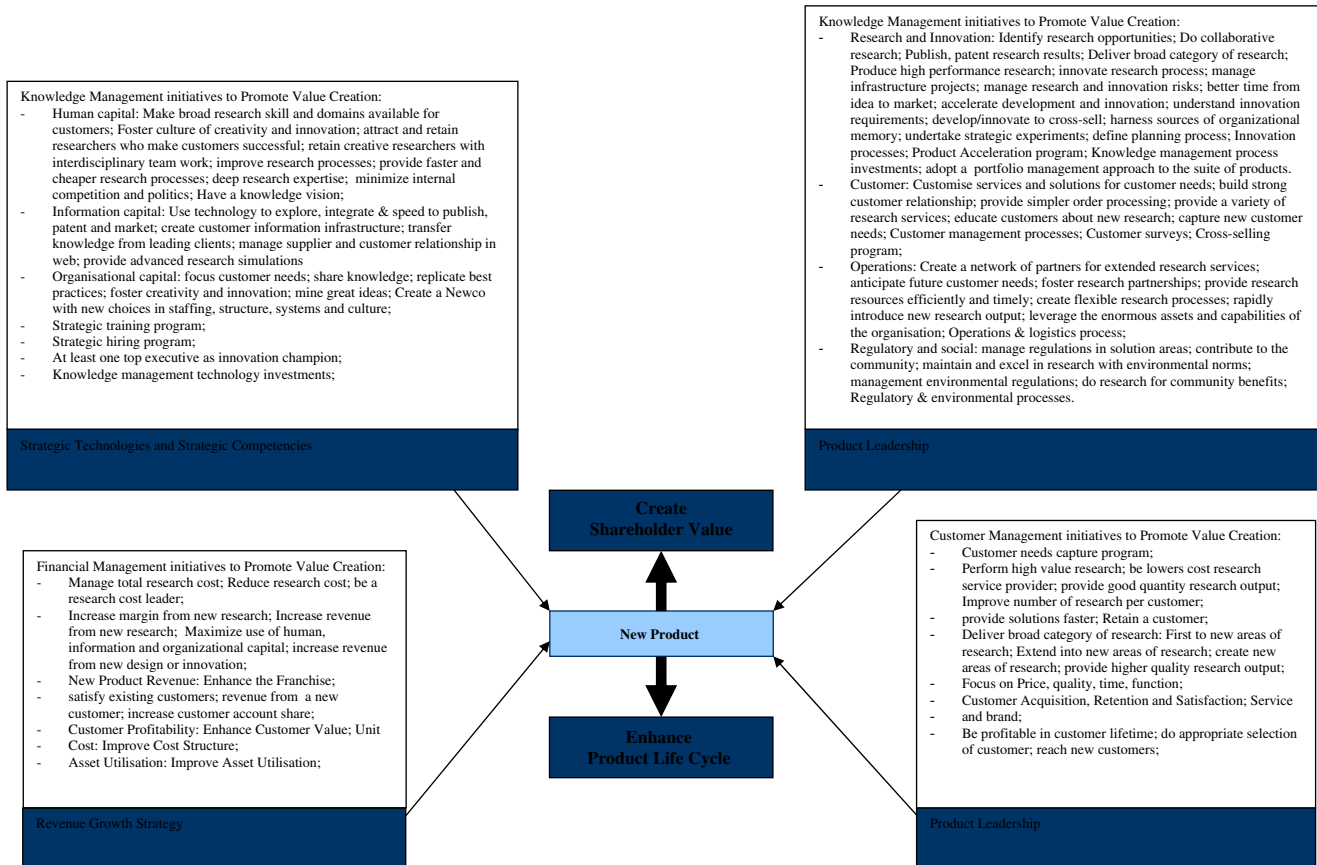 Knowledge Management initiatives to Promote Value Creation:
- Human capital: Make broad research skill and domains available for
customers; Foster culture of creativity and innovation; attract and retain
researchers who make customers successful; retain creative researchers with
interdisciplinary team work; improve research processes; provide faster and
cheaper research processes; deep research expertise; minimize internal
competition and politics; Have a knowledge vision;
- Information capital: Use technology to explore, integrate & speed to publish,
patent and market; create customer information infrastructure; transfer
knowledge from leading clients; manage supplier and customer relationship in
web; provide advanced research simulations
- Organisational capital: focus customer needs; share knowledge; replicate best
practices; foster creativity and innovation; mine great ideas; Create a Newco
with new choices in staffing, structure, systems and culture;
- Strategic training program;
- Strategic hiring program;
- At least one top executive as innovation champion;
- Knowledge management technology investments;
Strategic Technologies and Strategic Competencies
Knowledge Management initiatives to Promote Value Creation:
- Research and Innovation: Identify research opportunities; Do collaborative
research; Publish, patent research results; Deliver broad category of research;
Produce high performance research; innovate research process; manage
infrastructure projects; manage research and innovation risks; better time from
idea to market; accelerate development and innovation; understand innovation
requirements; develop/innovate to cross-sell; harness sources of organizational
memory; undertake strategic experiments; define planning process; Innovation
processes; Product Acceleration program; Knowledge management process
investments; adopt a portfolio management approach to the suite of products.
- Customer: Customise services and solutions for customer needs; build strong
customer relationship; provide simpler order processing; provide a variety of
research services; educate customers about new research; capture new customer
needs; Customer management processes; Customer surveys; Cross-selling
program;
- Operations: Create a network of partners for extended research services;
anticipate future customer needs; foster research partnerships; provide research
resources efficiently and timely; create flexible research processes; rapidly
introduce new research output; leverage the enormous assets and capabilities of
the organisation; Operations & logistics process;
- Regulatory and social: manage regulations in solution areas; contribute to the
community; maintain and excel in research with environmental norms;
management environmental regulations; do research for community benefits;
Regulatory & environmental processes.
Product Leadership
Create
Shareholder Value
New Product
Enhance
Product Life Cycle
Financial Management initiatives to Promote Value Creation:
- Manage total research cost; Reduce research cost; be a
research cost leader;
- Increase margin from new research; Increase revenue
from new research; Maximize use of human,
information and organizational capital; increase revenue
from new design or innovation;
- New Product Revenue: Enhance the Franchise;
- satisfy existing customers; revenue from a new
customer; increase customer account share;
- Customer Profitability: Enhance Customer Value; Unit
- Cost: Improve Cost Structure;
- Asset Utilisation: Improve Asset Utilisation;
Revenue Growth Strategy
Customer Management initiatives to Promote Value Creation:
- Customer needs capture program;
- Perform high value research; be lowers cost research
service provider; provide good quantity research output;
Improve number of research per customer;
- provide solutions faster; Retain a customer;
- Deliver broad category of research: First to new areas of
research; Extend into new areas of research; create new
areas of research; provide higher quality research output;
- Focus on Price, quality, time, function;
- Customer Acquisition, Retention and Satisfaction; Service
- and brand;
- Be profitable in customer lifetime; do appropriate selection
of customer; reach new customers;
Product Leadership